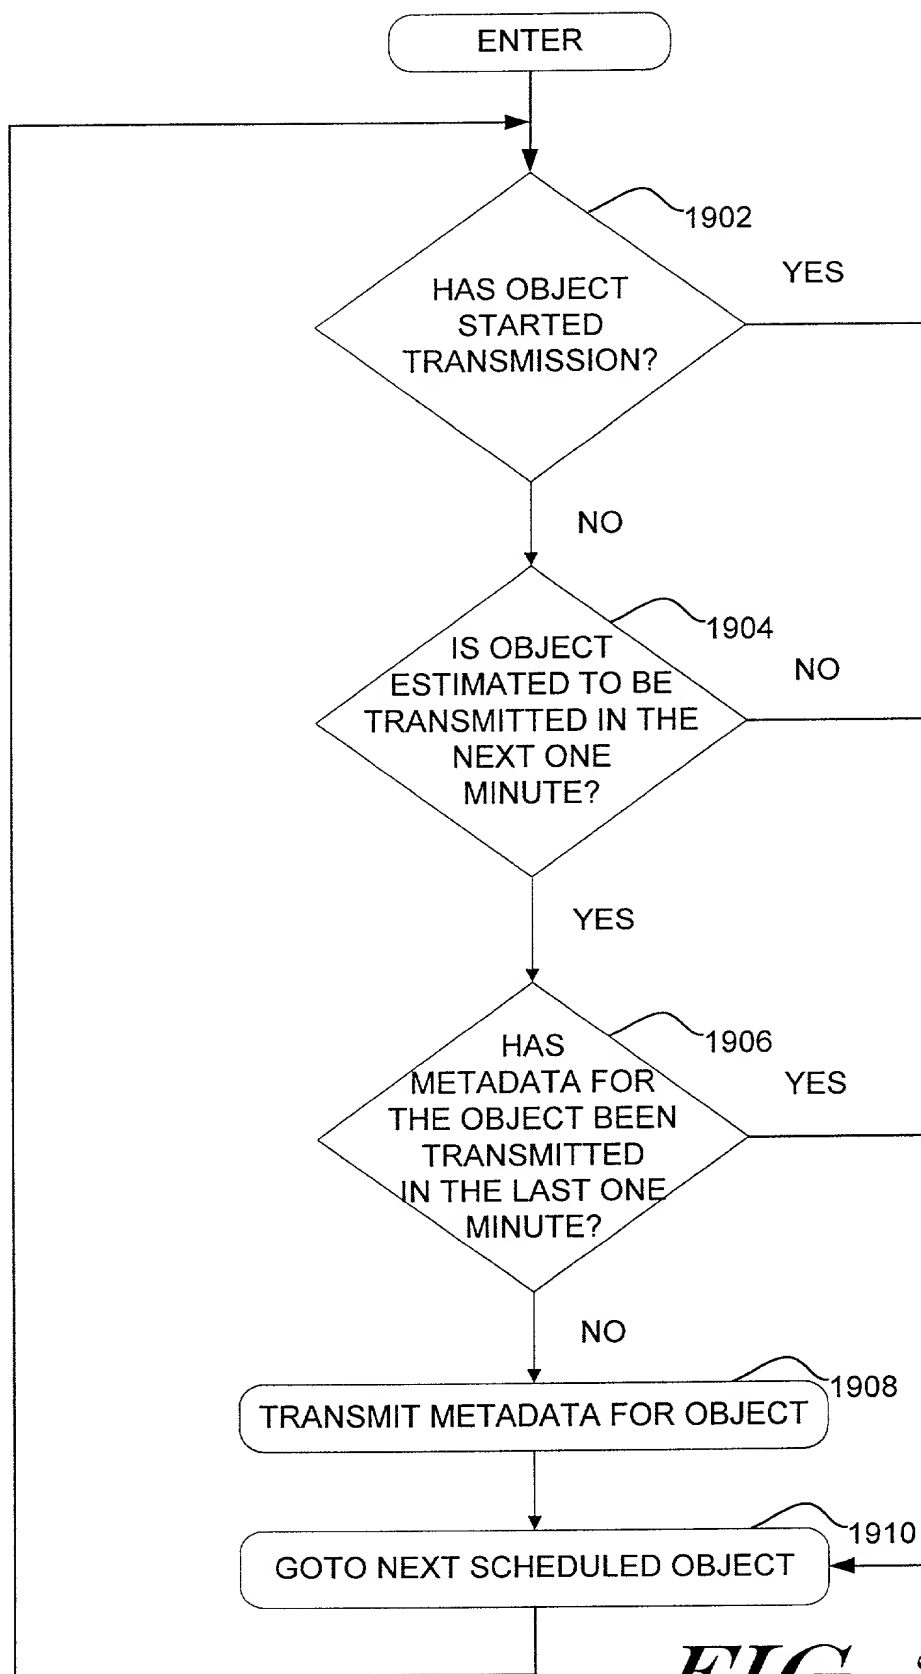 ENTER
1902
YES
HAS OBJECT
STARTED
TRANSMISSION?
NO
1904
NO
IS OBJECT
ESTIMATED TO BE
TRANSMITTED IN THE
NEXT ONE
MINUTE?
YES
1906
YES
HAS
METADATA FOR
THE OBJECT BEEN
TRANSMITTED
IN THE LAST ONE
MINUTE?
NO
1908
TRANSMIT METADATA FOR OBJECT
1910
GOTO NEXT SCHEDULED OBJECT
FIG.